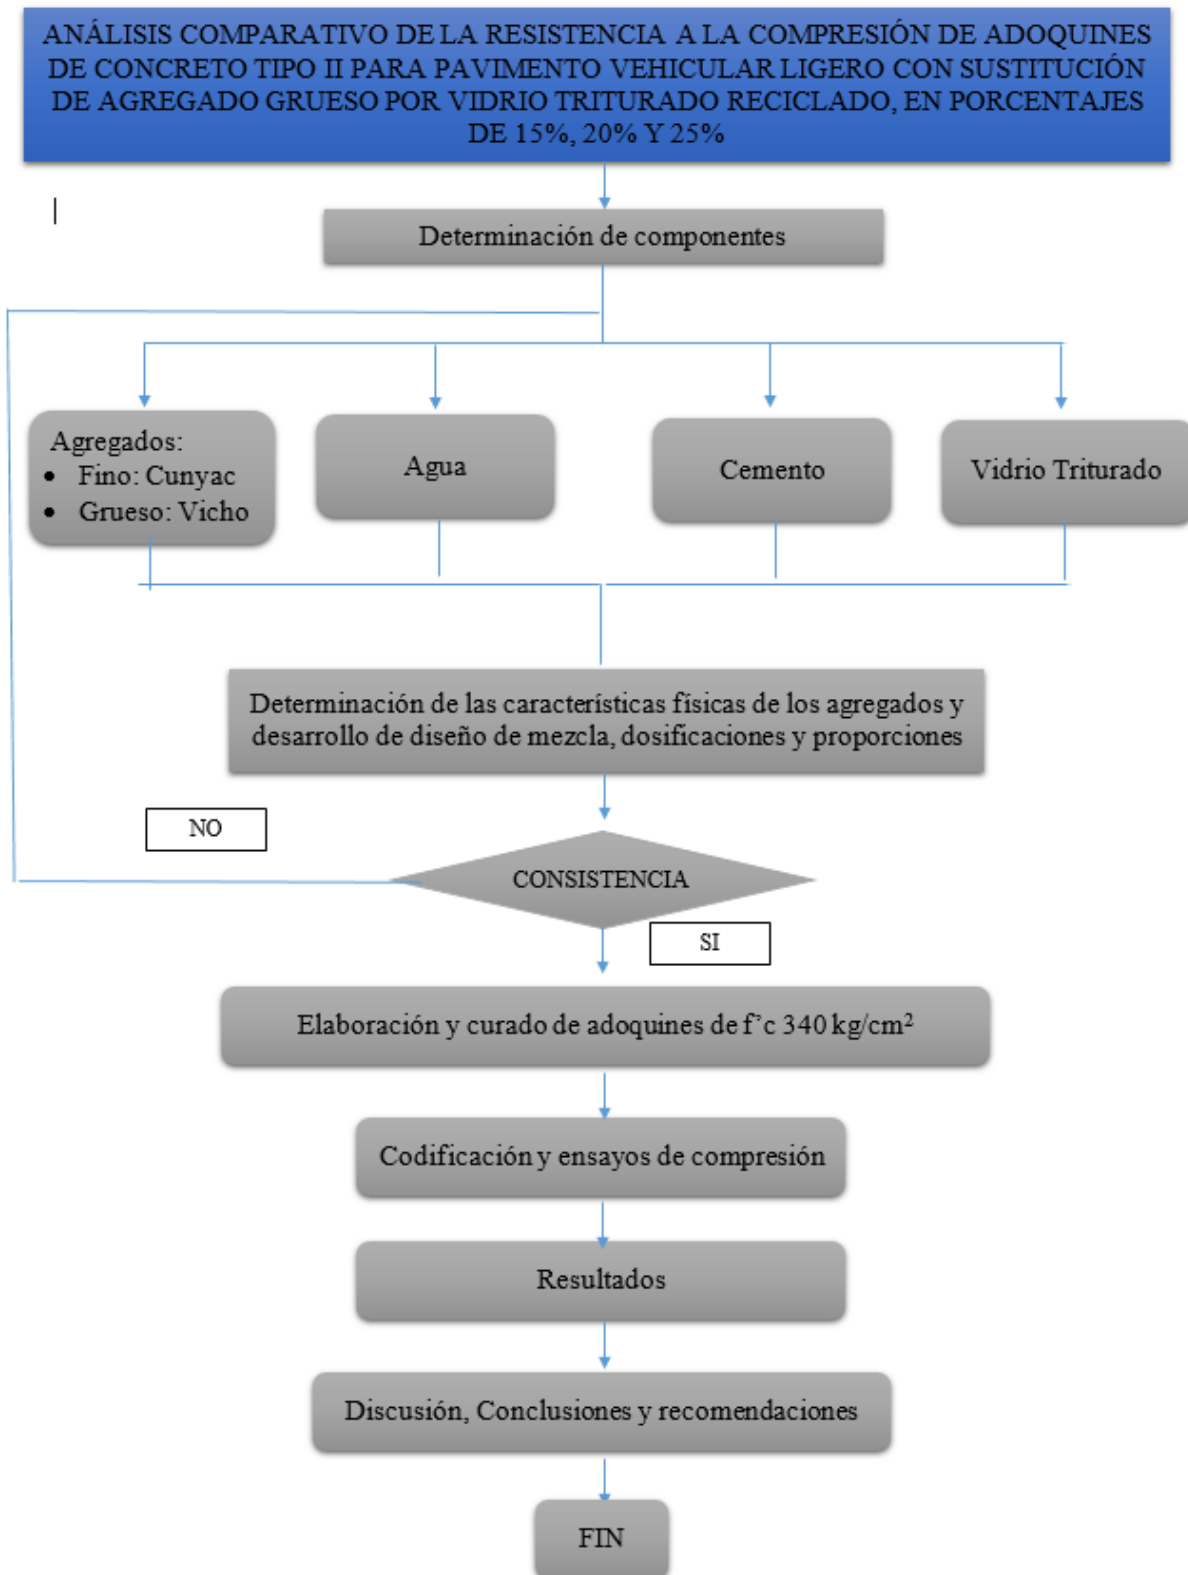 ANÁLISIS COMPARATIVO DE LA RESISTENCIA A LA COMPRESIÓN DE ADOQUINES
DE CONCRETO TIPO II PARA PAVIMENTO VEHICULAR LIGERO CON SUSTITUCIÓN
DE AGREGADO GRUESO POR VIDRIO TRITURADO RECICLADO, EN PORCENTAJES
DE 15%, 20% Y 25%
Determinación de componentes
Agregados:
• Fino: Cunyac
• Grueso: Vicho
Agua
Cemento
Vidrio Triturado
Determinación de las características físicas de los agregados y
desarrollo de diseño de mezcla, dosificaciones y proporciones
NO
CONSISTENCIA
SI
Elaboración y curado de adoquines de f’c 340 kg/cm²
Codificación y ensayos de compresión
Resultados
Discusión, Conclusiones y recomendaciones
FIN